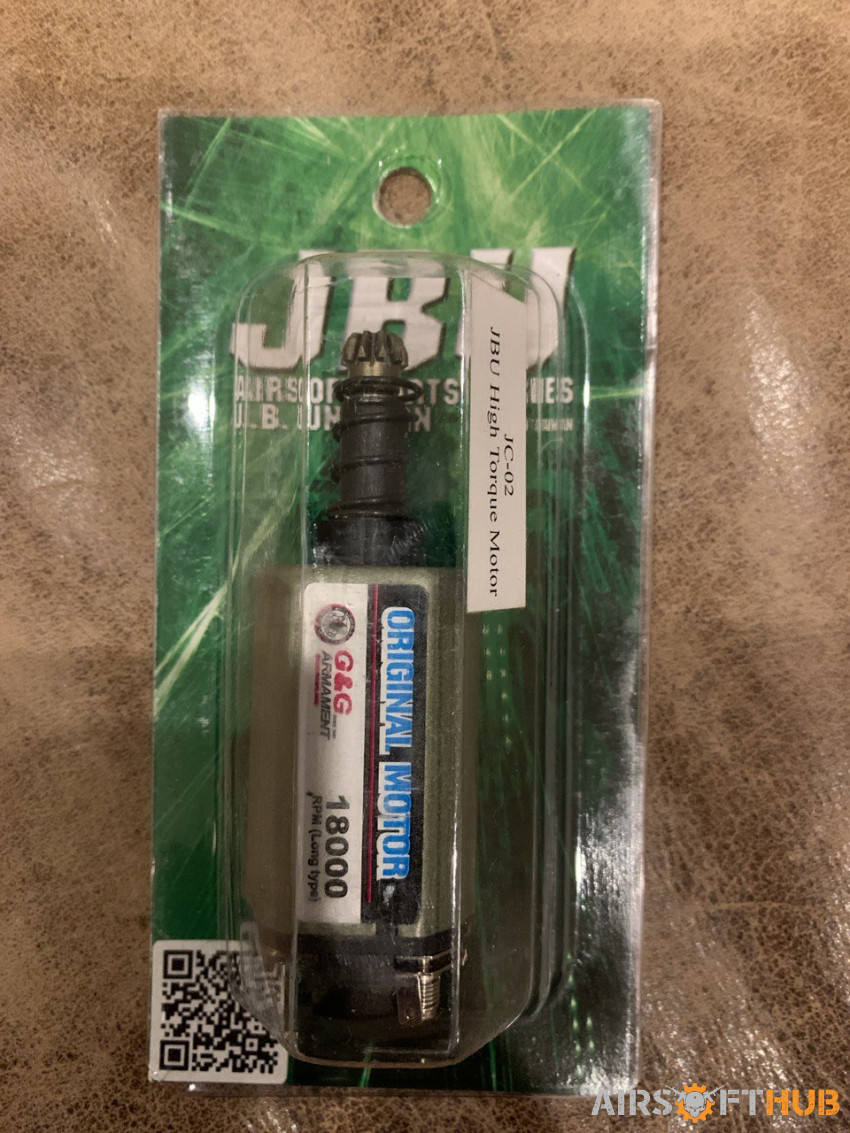 JBU
JC-02
JBU High Torque Motor
ORIGINAL MOTOR
G&G
ARMAMENT
18000
RPM (Long type)
AIRSOFTHUB